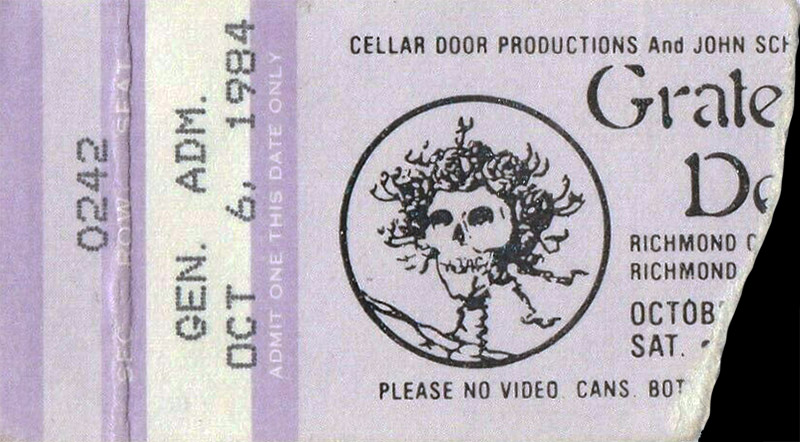 0242
SEC ROW SEAT
GEN. ADM.
OCT 6, 1984
ADMIT ONE THIS DATE ONLY
CELLAR DOOR PRODUCTIONS And JOHN SCH
Grate
De
RICHMOND C
RICHMOND
OCTOB
SAT.
PLEASE NO VIDEO. CANS. BOT